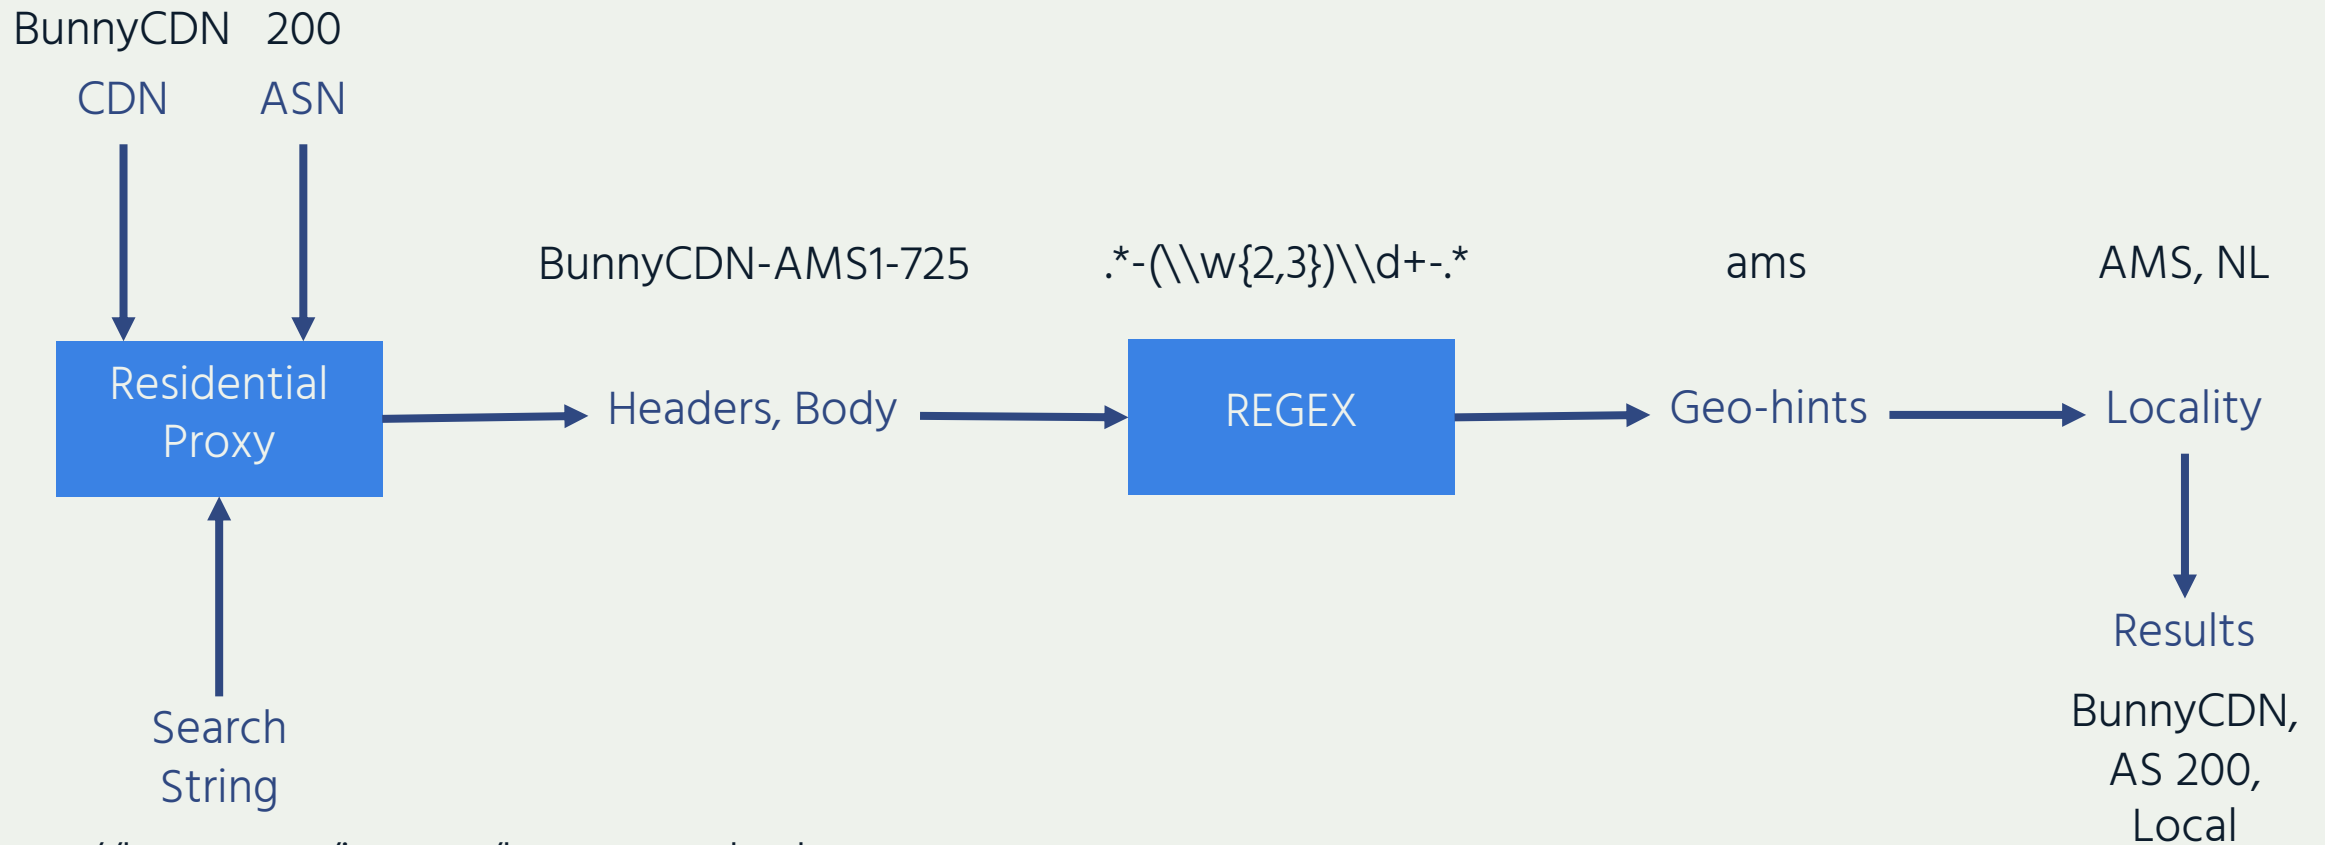 BunnyCDN 200
CDN ASN
BunnyCDN-AMS1-725 .*-(\\w{2,3})\\d+-.* ams AMS, NL
Residential
Proxy
Headers, Body
REGEX
Geo-hints
Locality
Results
Search
String
BunnyCDN,
AS 200,
Local